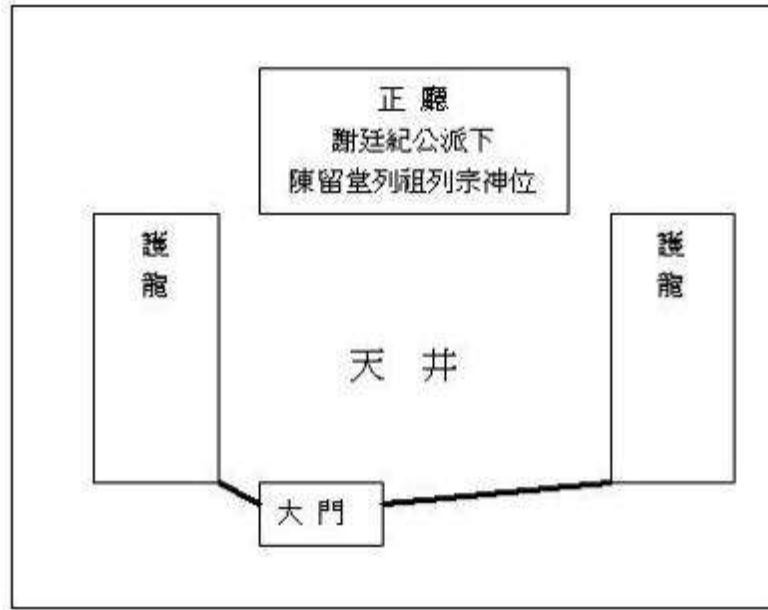 正廳
謝廷紀公派下
陳留堂列祖列宗神位
護龍
護龍
天井
大門